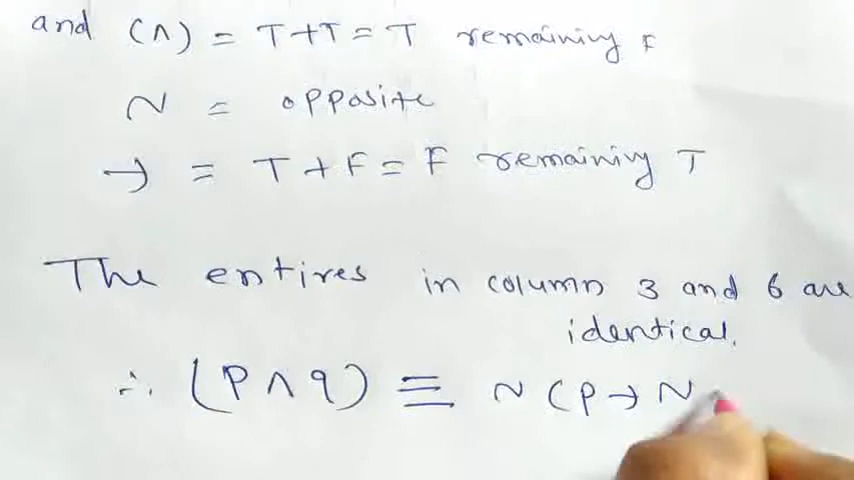 and (∧) = T+T = T remaining F
~ = opposite
→ = T+F = F remaining T
The entires in column 3 and 6 are
identical.
∴ (P ∧ q) ≡ ~ (P → ~